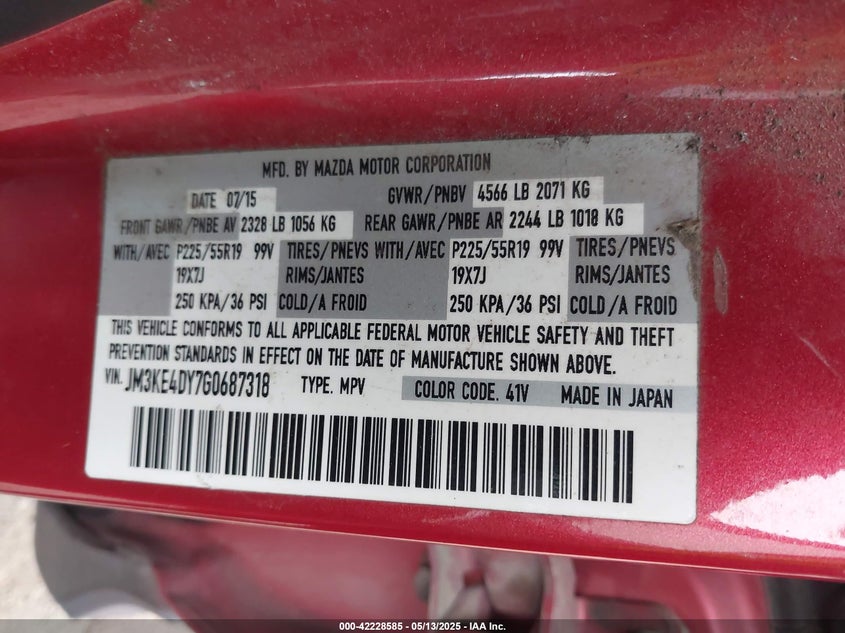 MFD. BY MAZDA MOTOR CORPORATION
DATE 07/15 GVWR/PNBV 4566 LB 2071 KG
FRONT GAWR/PNBE AV 2328 LB 1056 KG REAR GAWR/PNBE AR 2244 LB 1018 KG
WITH/AVEC P225/55R19 99V TIRES/PNEVS WITH/AVEC P225/55R19 99V TIRES/PNEVS
19X7J RIMS/JANTES 19X7J RIMS/JANTES
250 KPA/36 PSI COLD/A FROID 250 KPA/36 PSI COLD/A FROID
THIS VEHICLE CONFORMS TO ALL APPLICABLE FEDERAL MOTOR VEHICLE SAFETY AND THEFT
PREVENTION STANDARDS IN EFFECT ON THE DATE OF MANUFACTURE SHOWN ABOVE.
VIN. JM3KE4DY7G0687318 TYPE. MPV COLOR CODE. 41V MADE IN JAPAN
000-42228585 - 05/13/2025 - IAA Inc.